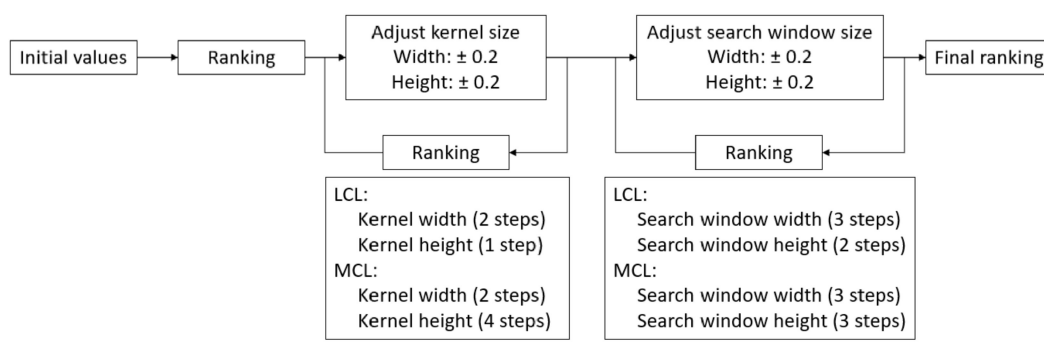 Initial values
Ranking
Adjust kernel size
Width: ± 0.2
Height: ± 0.2
Adjust search window size
Width: ± 0.2
Height: ± 0.2
Final ranking
Ranking
Ranking
LCL:
Kernel width (2 steps)
Kernel height (1 step)
MCL:
Kernel width (2 steps)
Kernel height (4 steps)
LCL:
Search window width (3 steps)
Search window height (2 steps)
MCL:
Search window width (3 steps)
Search window height (3 steps)